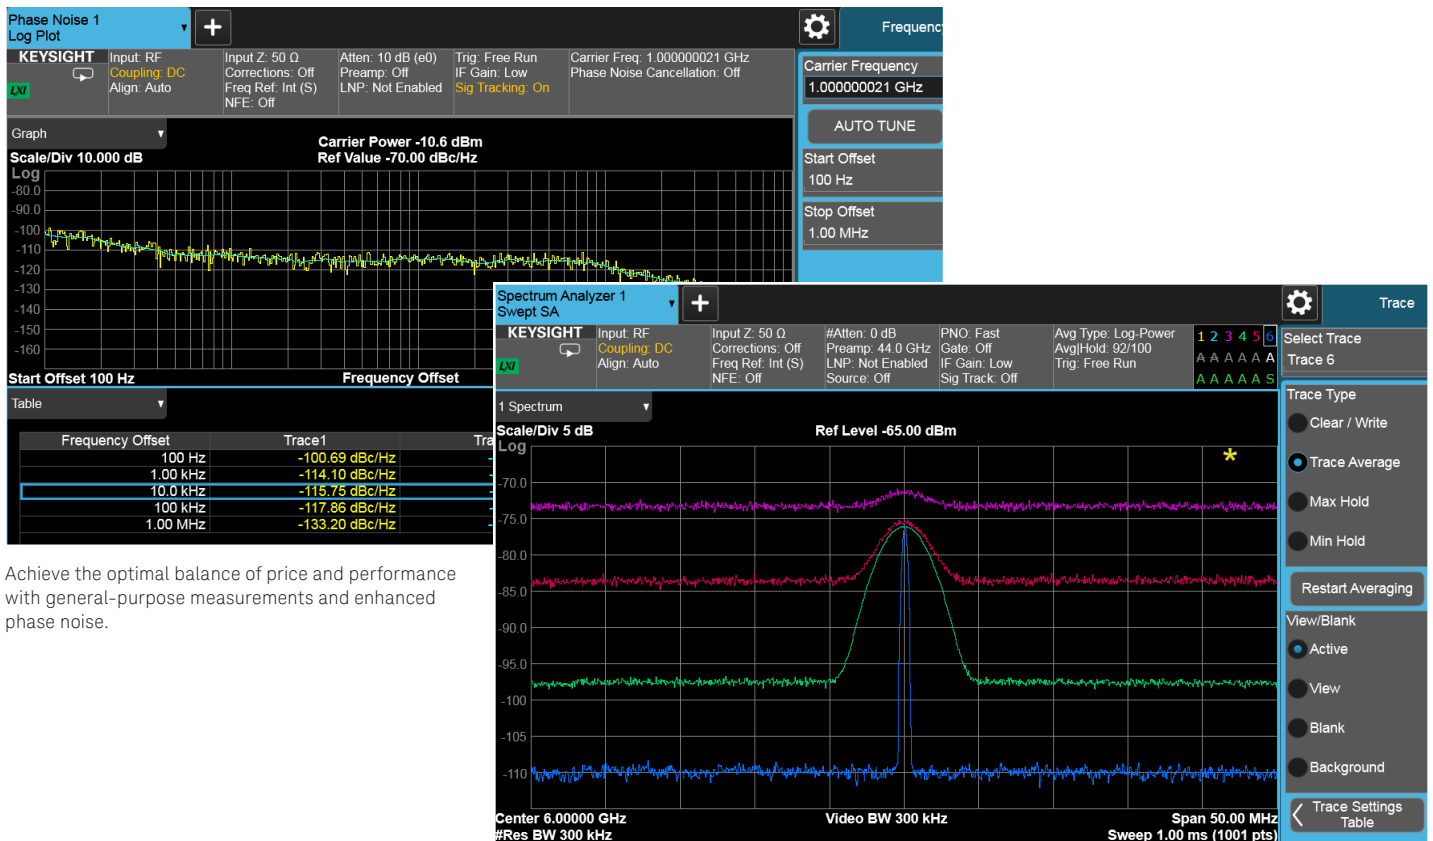 Phase Noise 1
Log Plot
Frequenc
KEYSIGHT
LXI
Input: RF
Coupling: DC
Align: Auto
Input Z: 50 Ω
Corrections: Off
Freq Ref: Int (S)
NFE: Off
Atten: 10 dB (e0)
Preamp: Off
LNP: Not Enabled
Trig: Free Run
IF Gain: Low
Sig Tracking: On
Carrier Freq: 1.000000021 GHz
Phase Noise Cancellation: Off
Carrier Frequency
1.000000021 GHz
AUTO TUNE
Start Offset
100 Hz
Stop Offset
1.00 MHz
Graph
Scale/Div 10.000 dB
Carrier Power -10.6 dBm
Ref Value -70.00 dBc/Hz
Log
-80.0
-90.0
-100
-110
-120
-130
-140
-150
-160
Start Offset 100 Hz
Frequency Offset
Table
Frequency Offset Trace1 Tra
100 Hz -100.69 dBc/Hz -
1.00 kHz -114.10 dBc/Hz -
10.0 kHz -115.75 dBc/Hz -
100 kHz -117.86 dBc/Hz -
1.00 MHz -133.20 dBc/Hz -
Achieve the optimal balance of price and performance
with general-purpose measurements and enhanced
phase noise.
Spectrum Analyzer 1
Swept SA
Trace
KEYSIGHT
LXI
Input: RF
Coupling: DC
Align: Auto
Input Z: 50 Ω
Corrections: Off
Freq Ref: Int (S)
NFE: Off
#Atten: 0 dB
Preamp: 44.0 GHz
LNP: Not Enabled
Source: Off
PNO: Fast
Gate: Off
IF Gain: Low
Sig Track: Off
Avg Type: Log-Power
Avg|Hold: 92/100
Trig: Free Run
1 2 3 4 5 6
A A A A A A
A A A A A S
Select Trace
Trace 6
Trace Type
Clear / Write
Trace Average
Max Hold
Min Hold
Restart Averaging
View/Blank
Active
View
Blank
Background
Trace Settings
Table
1 Spectrum
Scale/Div 5 dB
Ref Level -65.00 dBm
Log
-70.0
-75.0
-80.0
-85.0
-90.0
-95.0
-100
-105
-110
Center 6.00000 GHz
Video BW 300 kHz
Span 50.00 MHz
#Res BW 300 kHz
Sweep 1.00 ms (1001 pts)